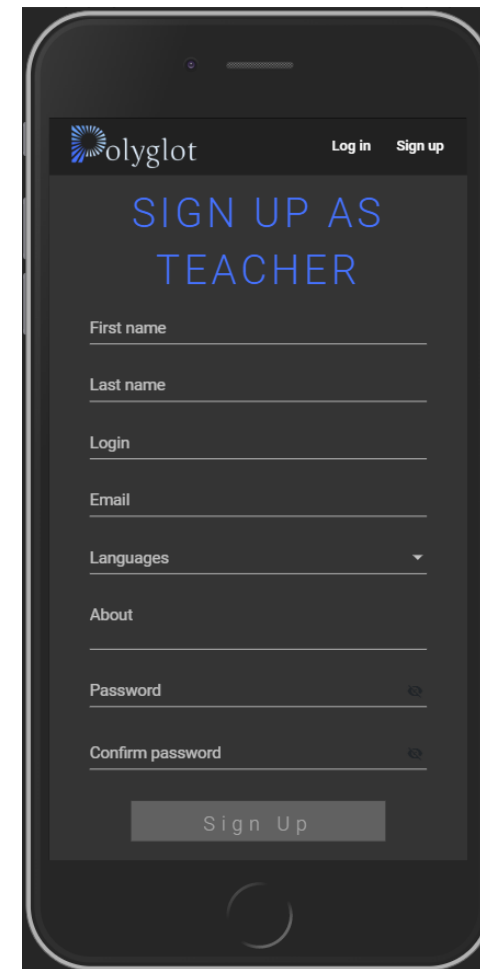 Polyglot Log in Sign up
SIGN UP AS
TEACHER
First name
Last name
Login
Email
Languages
About
Password
Confirm password
Sign Up